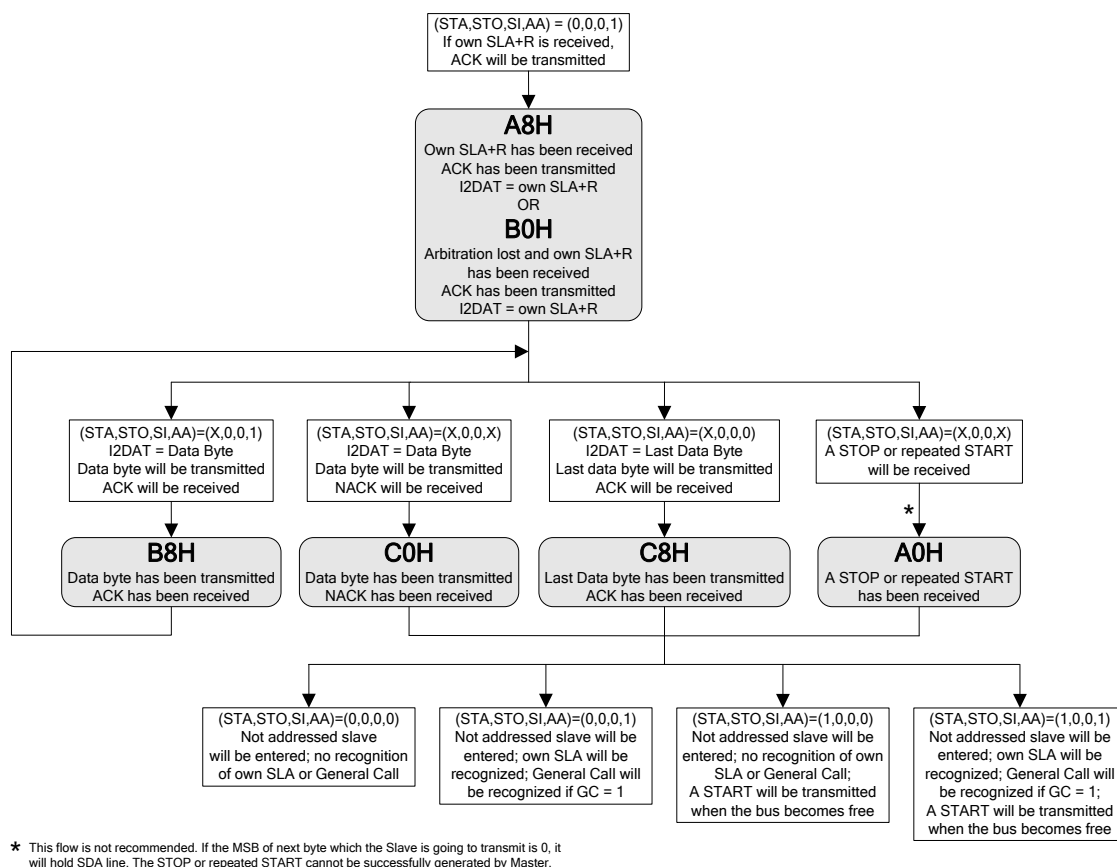 (STA,STO,SI,AA) = (0,0,0,1)
If own SLA+R is received,
ACK will be transmitted
A8H
Own SLA+R has been received
ACK has been transmitted
I2DAT = own SLA+R
OR
B0H
Arbitration lost and own SLA+R
has been received
ACK has been transmitted
I2DAT = own SLA+R
(STA,STO,SI,AA)=(X,0,0,1)
I2DAT = Data Byte
Data byte will be transmitted
ACK will be received
(STA,STO,SI,AA)=(X,0,0,X)
I2DAT = Data Byte
Data byte will be transmitted
NACK will be received
(STA,STO,SI,AA)=(X,0,0,0)
I2DAT = Last Data Byte
Last data byte will be transmitted
ACK will be received
(STA,STO,SI,AA)=(X,0,0,X)
A STOP or repeated START
will be received
*
B8H
Data byte has been transmitted
ACK has been received
C0H
Data byte has been transmitted
NACK has been received
C8H
Last Data byte has been transmitted
ACK has been received
A0H
A STOP or repeated START
has been received
(STA,STO,SI,AA)=(0,0,0,0)
Not addressed slave
will be entered; no recognition
of own SLA or General Call
(STA,STO,SI,AA)=(0,0,0,1)
Not addressed slave will be
entered; own SLA will be
recognized; General Call will
be recognized if GC = 1
(STA,STO,SI,AA)=(1,0,0,0)
Not addressed slave will be
entered; no recognition of own
SLA or General Call;
A START will be transmitted
when the bus becomes free
(STA,STO,SI,AA)=(1,0,0,1)
Not addressed slave will be
entered; own SLA will be
recognized; General Call will
be recognized if GC = 1;
A START will be transmitted
when the bus becomes free
* This flow is not recommended. If the MSB of next byte which the Slave is going to transmit is 0, it
will hold SDA line. The STOP or repeated START cannot be successfully generated by Master.